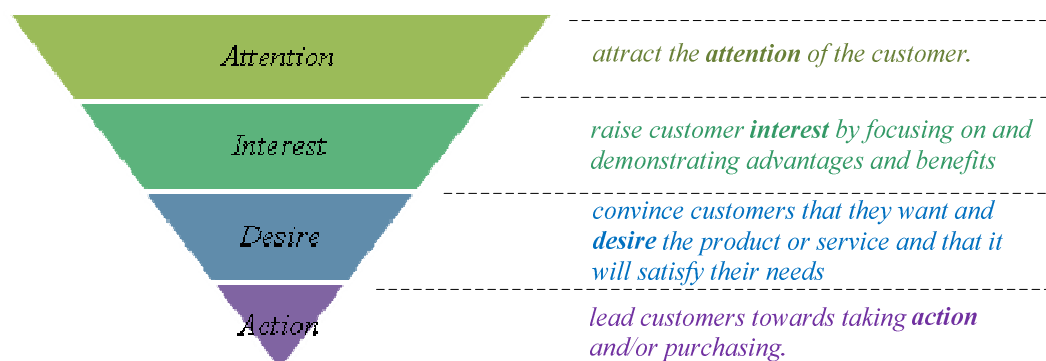 Attention
attract the attention of the customer.
Interest
raise customer interest by focusing on and
demonstrating advantages and benefits
Desire
convince customers that they want and
desire the product or service and that it
will satisfy their needs
Action
lead customers towards taking action
and/or purchasing.